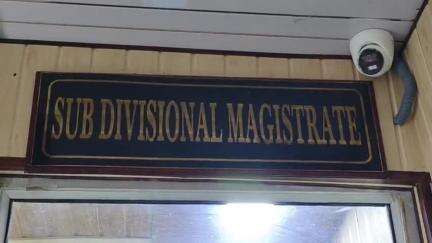 SUB DIVISIONAL MAGISTRATE